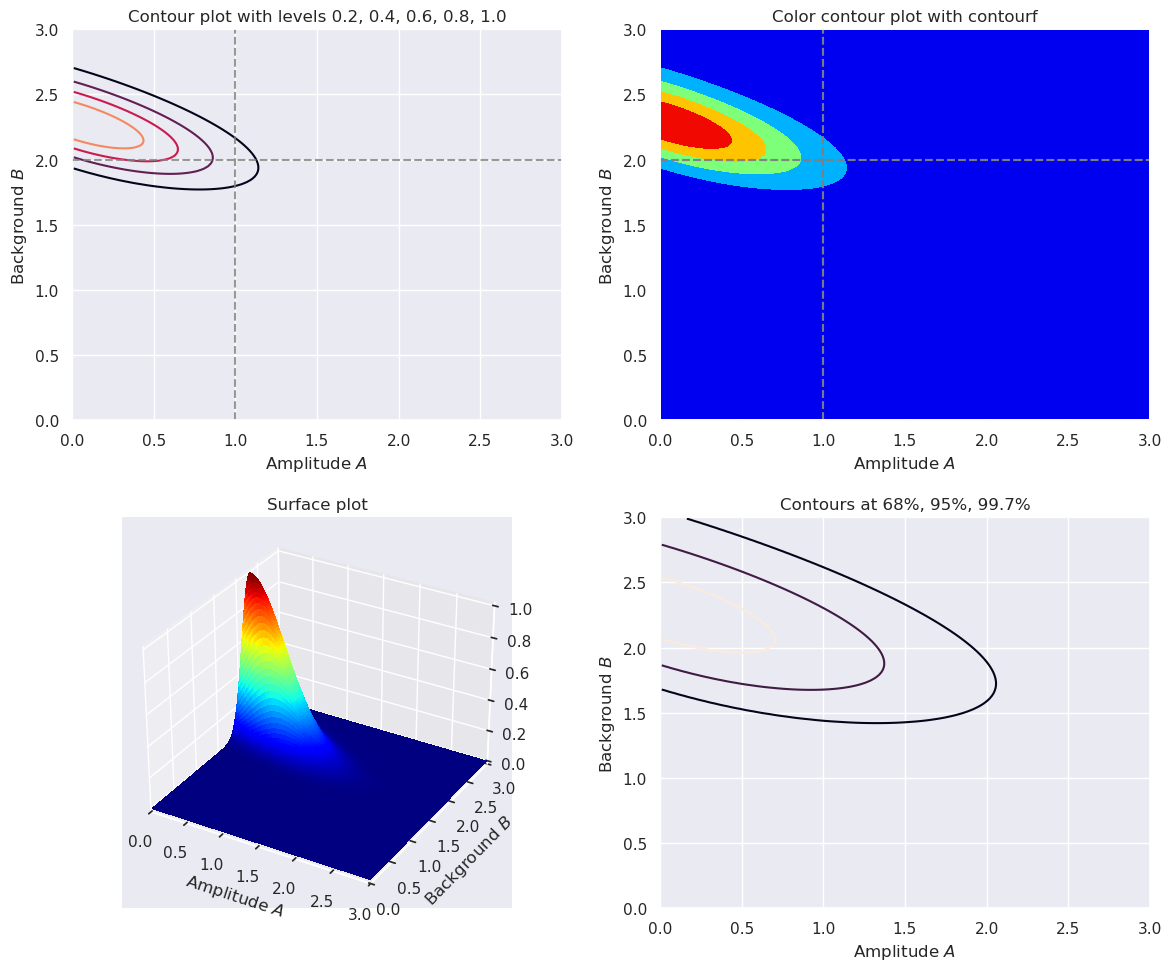 Contour plot with levels 0.2, 0.4, 0.6, 0.8, 1.0
3.0
2.5
2.0
1.5
1.0
0.5
0.0
Background B
0.0 0.5 1.0 1.5 2.0 2.5 3.0
Amplitude A
Color contour plot with contourf
3.0
2.5
2.0
1.5
1.0
0.5
0.0
Background B
0.0 0.5 1.0 1.5 2.0 2.5 3.0
Amplitude A
Surface plot
1.0
0.8
0.6
0.4
0.2
0.0
3.0
2.5
2.0
1.5
1.0
0.5
0.0
Background B
0.0 0.5 1.0 1.5 2.0 2.5 3.0
Amplitude A
Contours at 68%, 95%, 99.7%
3.0
2.5
2.0
1.5
1.0
0.5
0.0
Background B
0.0 0.5 1.0 1.5 2.0 2.5 3.0
Amplitude A